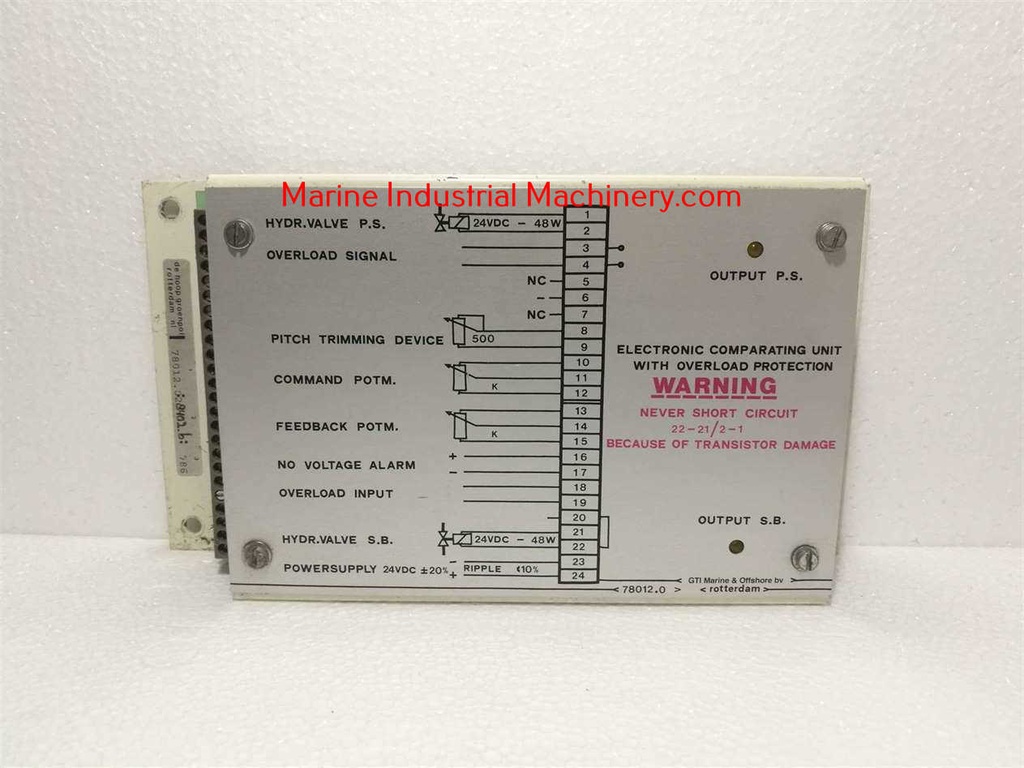 Marine Industrial Machinery.com
HYDR.VALVE P.S. 24VDC – 48W 1
2
OVERLOAD SIGNAL 3
4
NC 5
– 6
NC 7
8
PITCH TRIMMING DEVICE 500 9
10
COMMAND POTM. K 11
12
13
FEEDBACK POTM. K 14
15
+ 16
NO VOLTAGE ALARM – 17
18
OVERLOAD INPUT 19
20
21
HYDR.VALVE S.B. 24VDC – 48W 22
– 23
POWERSUPPLY 24VDC ±20% + RIPPLE <10% 24
OUTPUT P.S.
ELECTRONIC COMPARATING UNIT
WITH OVERLOAD PROTECTION
WARNING
NEVER SHORT CIRCUIT
22–21/2–1
BECAUSE OF TRANSISTOR DAMAGE
OUTPUT S.B.
< GTI Marine & Offshore bv >
< 78012.0 > < rotterdam >
de hoop groenpol
rotterdam nl
78012.